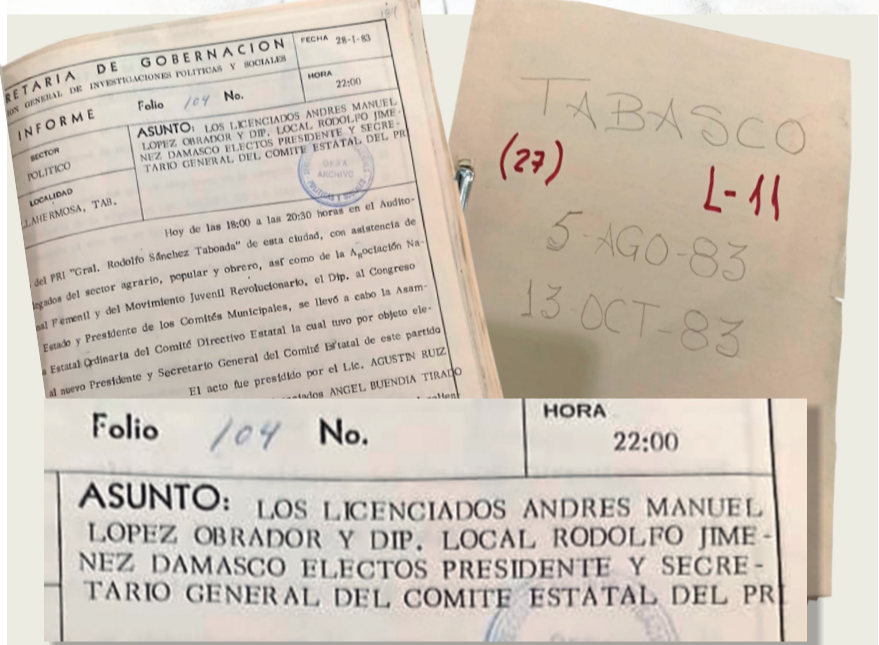 RETARIA DE GOBERNACION
ION GENERAL DE INVESTIGACIONES POLITICAS Y SOCIALES
FECHA 28-1-83
INFORME
Folio 104 No.
HORA
22:00
SECTOR
POLITICO
LOCALIDAD
LAHERMOSA, TAB.
ASUNTO: LOS LICENCIADOS ANDRES MANUEL
LOPEZ OBRADOR Y DIP. LOCAL RODOLFO JIME-
NEZ DAMASCO ELECTOS PRESIDENTE Y SECRE-
TARIO GENERAL DEL COMITE ESTATAL DEL PRI
ARCHIVO
Hoy de las 18:00 a las 20:30 horas en el Audito-
del PRI "Gral. Rodolfo Sánchez Taboada" de esta ciudad, con asistencia de
legados del sector agrario, popular y obrero, así como de la Asociación Na-
al Femenil y del Movimiento Juvenil Revolucionario, el Dip. al Congreso
Estado y Presidente de los Comités Municipales, se llevó a cabo la Asam-
a Estatal Ordinaria del Comité Directivo Estatal la cual tuvo por objeto ele-
al nuevo Presidente y Secretario General del Comité Estatal de este partido
El acto fue presidido por el Lic. AGUSTIN RUIZ
ANGEL BUENDIA TIRADO
TABASCO
(27)
L-11
5-AGO-83
13-OCT-83
Folio 104 No.
HORA
22:00
ASUNTO: LOS LICENCIADOS ANDRES MANUEL
LOPEZ OBRADOR Y DIP. LOCAL RODOLFO JIME-
NEZ DAMASCO ELECTOS PRESIDENTE Y SECRE-
TARIO GENERAL DEL COMITE ESTATAL DEL PRI